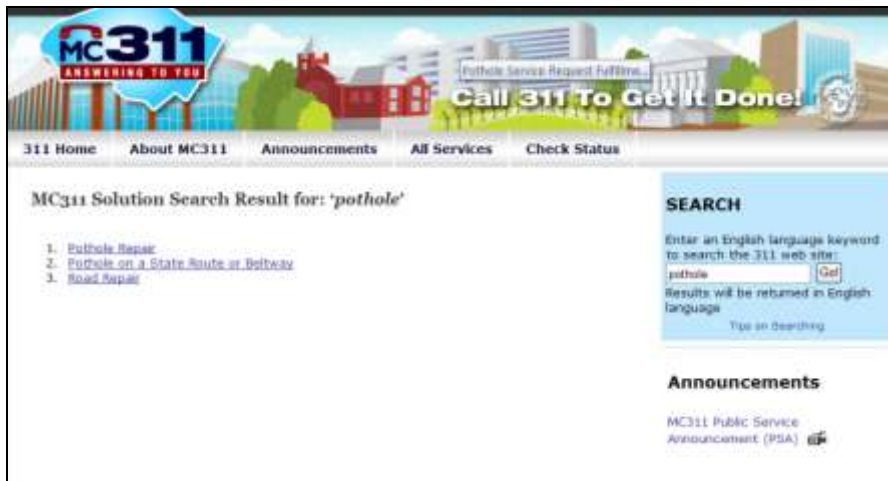 MC311
ANSWERING TO YOU
Pothole Service Request Fulfillme...
Call 311 To Get It Done!
311 Home About MC311 Announcements All Services Check Status
MC311 Solution Search Result for: 'pothole'
1. Pothole Repair
2. Pothole on a State Route or Beltway
3. Road Repair
SEARCH
Enter an English language keyword
to search the 311 web site:
pothole Go!
Results will be returned in English
language
Tips on Searching
Announcements
MC311 Public Service
Announcement (PSA)